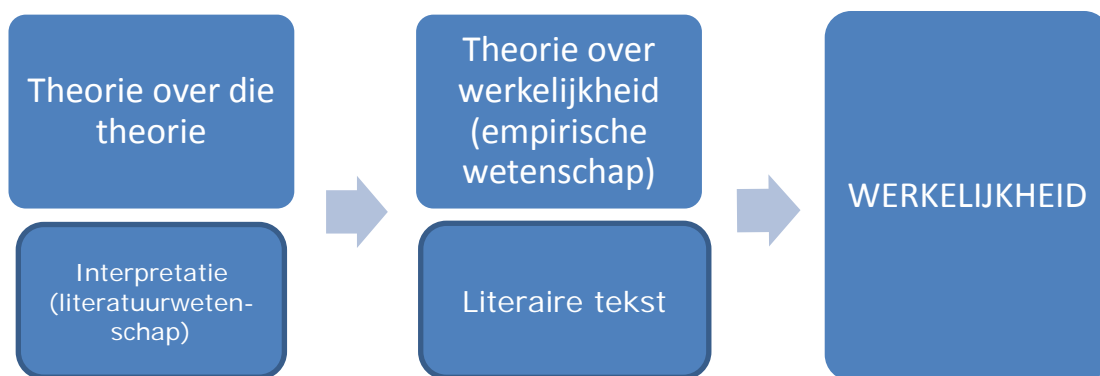 Theorie over die
theorie
Interpretatie
(literatuurweten-
schap)
Theorie over
werkelijkheid
(empirische
wetenschap)
Literaire tekst
WERKELIJKHEID